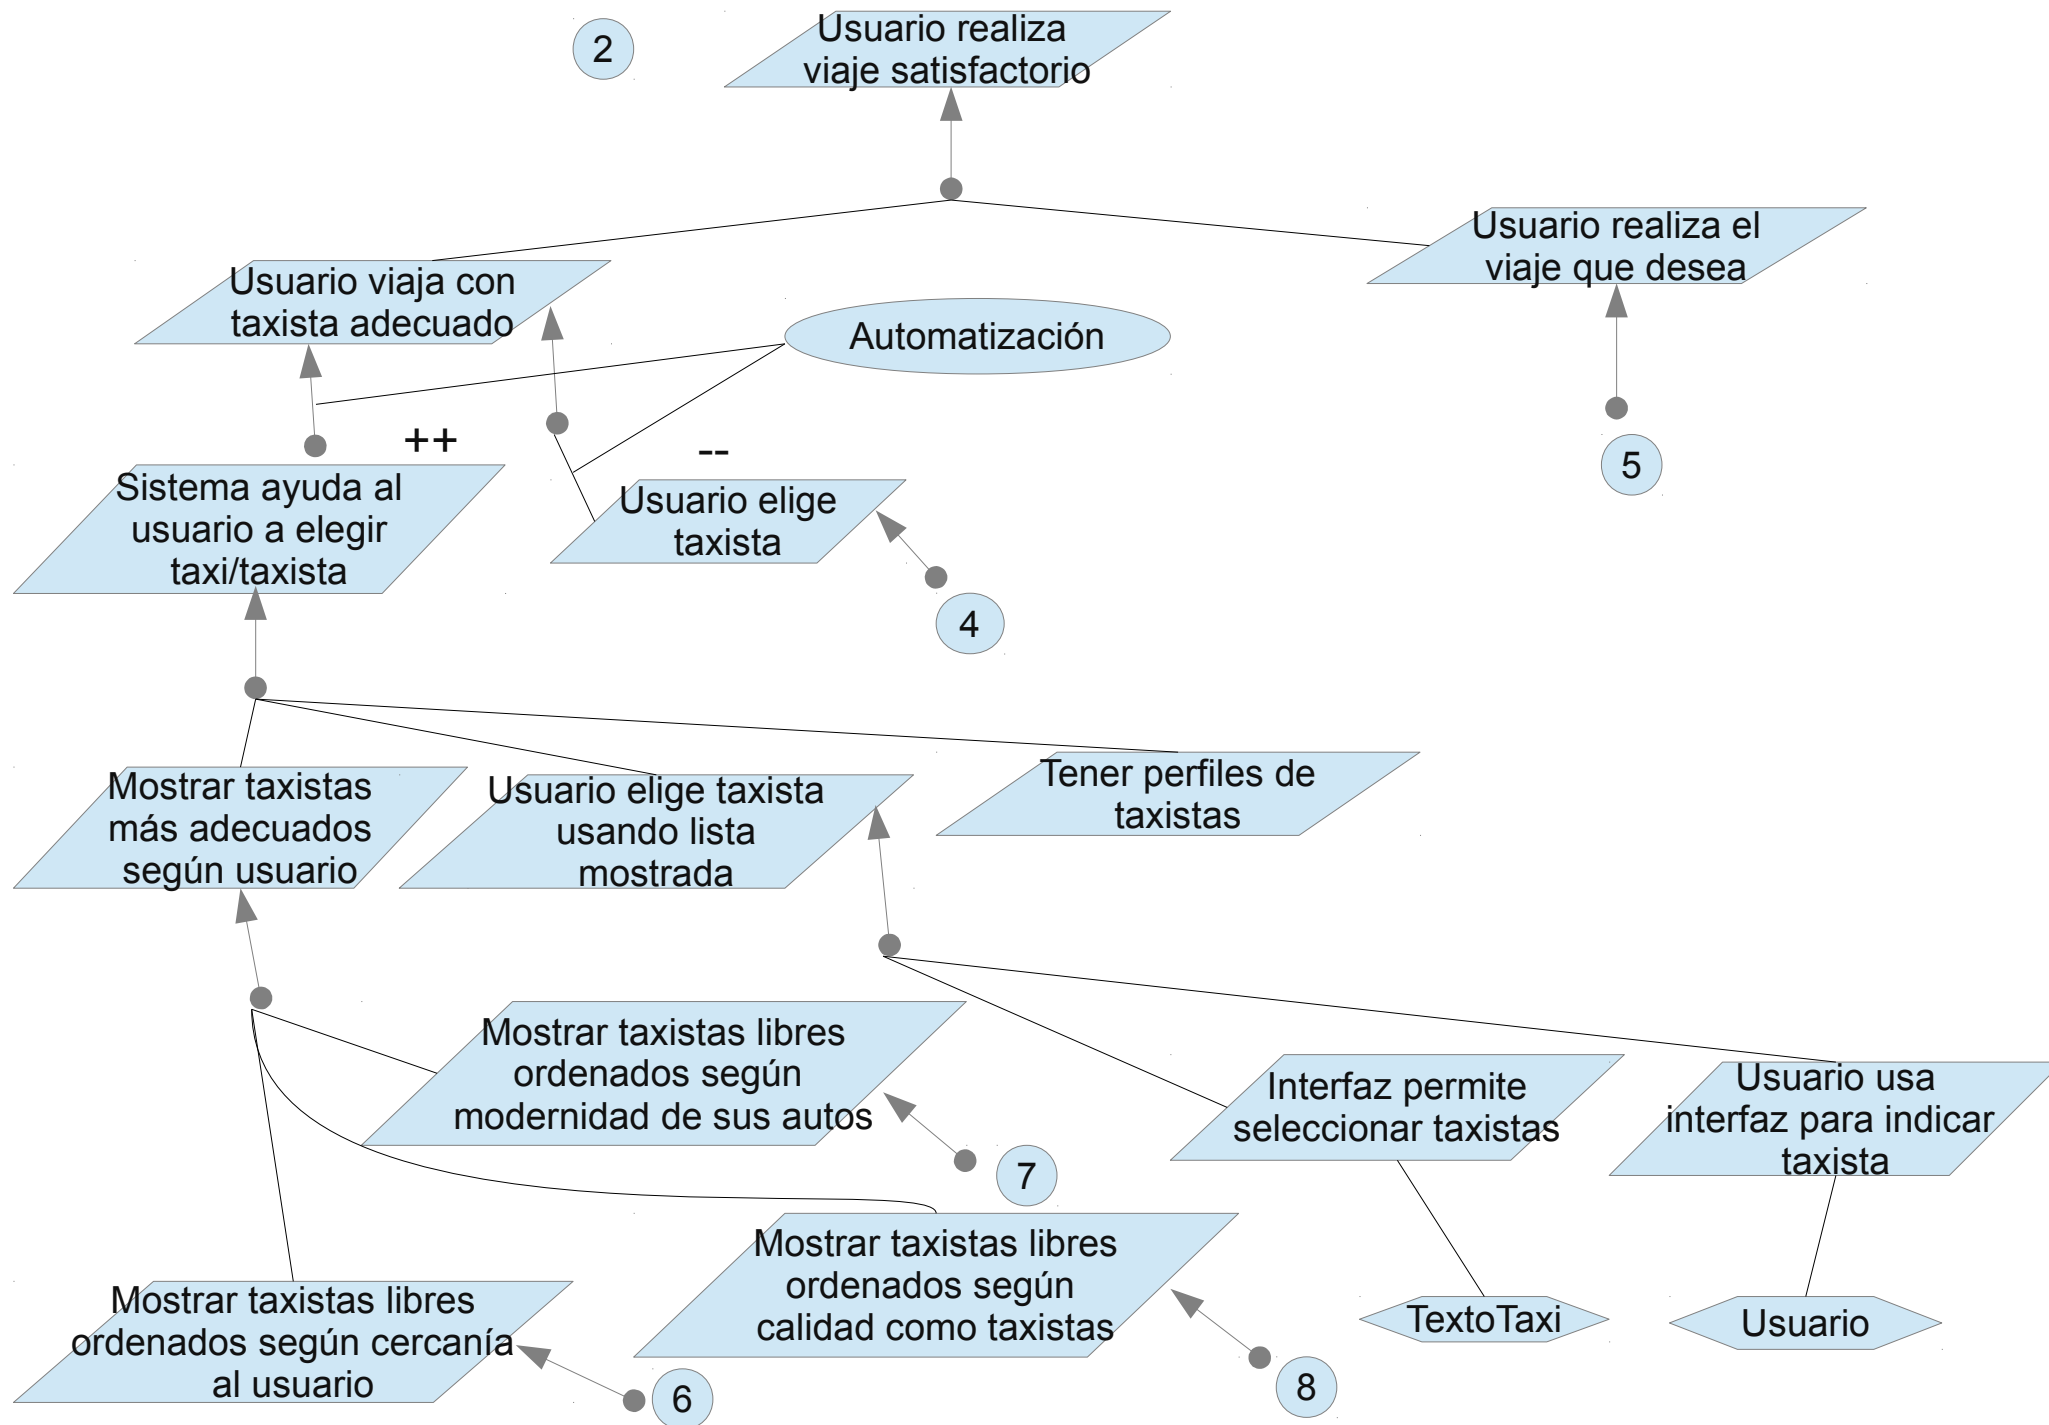 2
Usuario realiza
viaje satisfactorio
Usuario realiza el
viaje que desea
Usuario viaja con
taxista adecuado
Automatización
++
--
5
Sistema ayuda al
usuario a elegir
taxi/taxista
Usuario elige
taxista
4
Mostrar taxistas
más adecuados
según usuario
Usuario elige taxista
usando lista
mostrada
Tener perfiles de
taxistas
Mostrar taxistas libres
ordenados según
modernidad de sus autos
7
Interfaz permite
seleccionar taxistas
Usuario usa
interfaz para indicar
taxista
Mostrar taxistas libres
ordenados según cercanía
al usuario
6
Mostrar taxistas libres
ordenados según
calidad como taxistas
8
TextoTaxi
Usuario